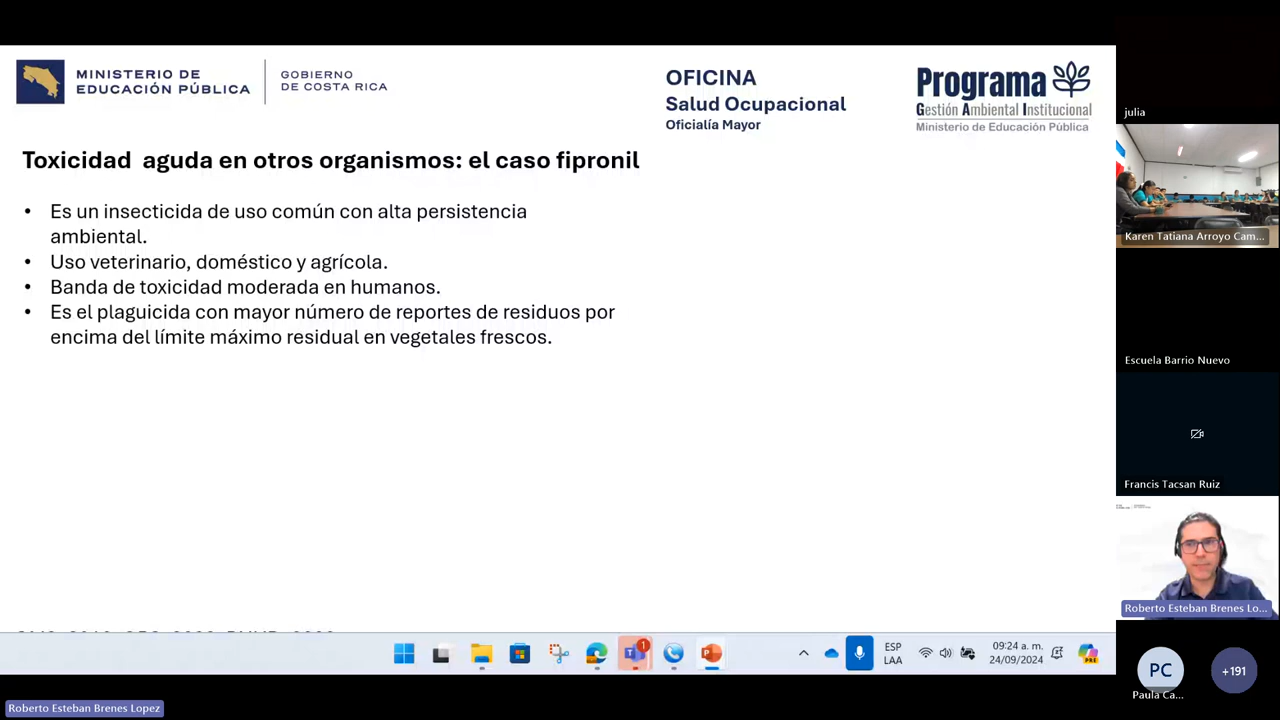 MINISTERIO DE
EDUCACIÓN PÚBLICA
GOBIERNO
DE COSTA RICA
OFICINA
Salud Ocupacional
Oficialía Mayor
Programa
Gestión Ambiental Institucional
Ministerio de Educación Pública
Toxicidad aguda en otros organismos: el caso fipronil
• Es un insecticida de uso común con alta persistencia
ambiental.
• Uso veterinario, doméstico y agrícola.
• Banda de toxicidad moderada en humanos.
• Es el plaguicida con mayor número de reportes de residuos por
encima del límite máximo residual en vegetales frescos.
julia
Karen Tatiana Arroyo Cam...
Escuela Barrio Nuevo
Francis Tacsan Ruiz
Roberto Esteban Brenes Lo...
PC
Paula Ca...
+191
1
ESP
LAA
09:24 a. m.
24/09/2024
PRE
Roberto Esteban Brenes Lopez